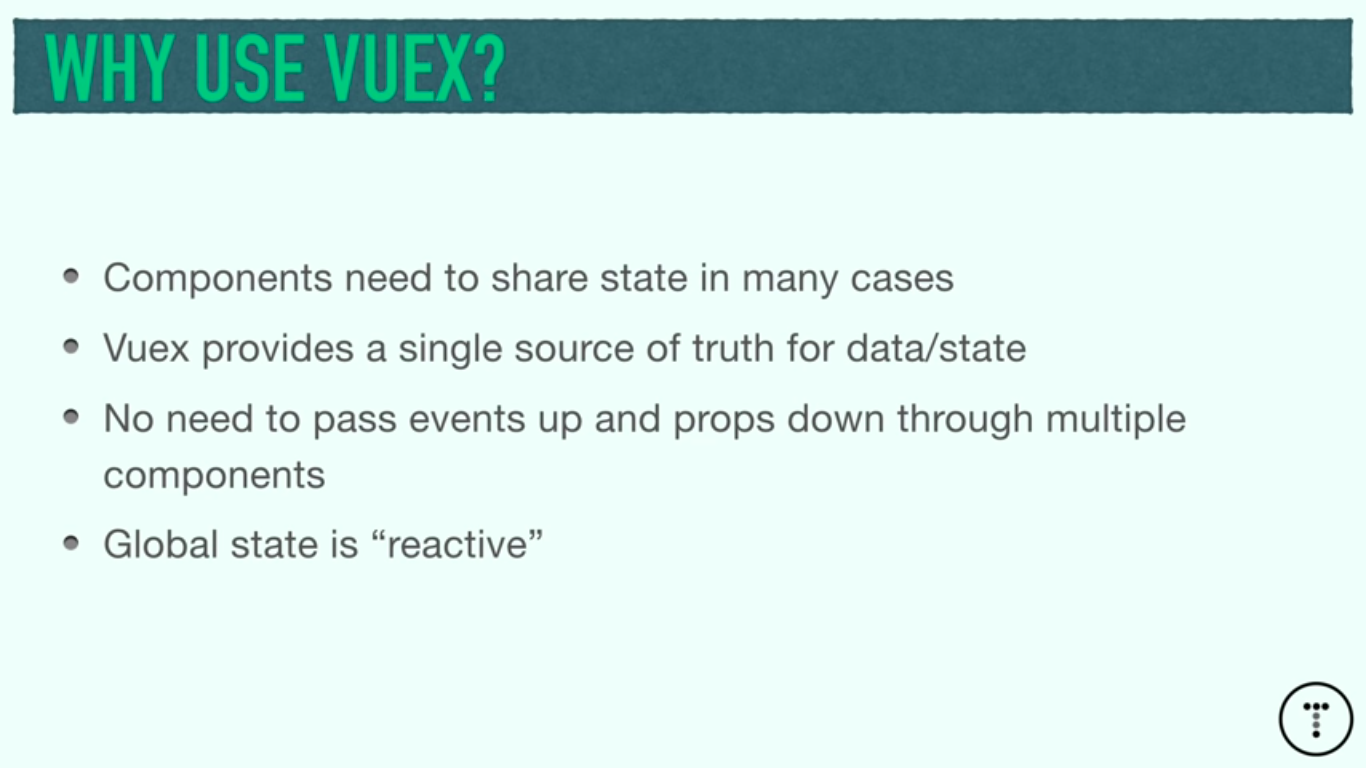 WHY USE VUEX?
Components need to share state in many cases
Vuex provides a single source of truth for data/state
No need to pass events up and props down through multiple
components
Global state is “reactive”
T